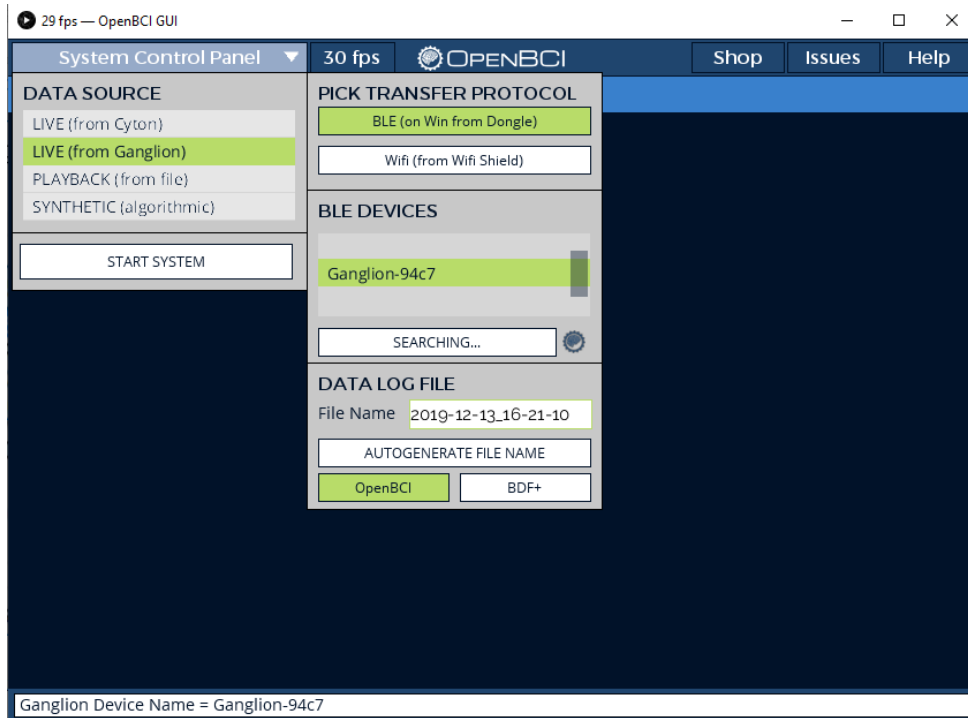 29 fps — OpenBCI GUI
System Control Panel 30 fps OPENBCI Shop Issues Help
DATA SOURCE
LIVE (from Cyton)
LIVE (from Ganglion)
PLAYBACK (from file)
SYNTHETIC (algorithmic)
START SYSTEM
PICK TRANSFER PROTOCOL
BLE (on Win from Dongle)
Wifi (from Wifi Shield)
BLE DEVICES
Ganglion-94c7
SEARCHING...
DATA LOG FILE
File Name 2019-12-13_16-21-10
AUTOGENERATE FILE NAME
OpenBCI BDF+
Ganglion Device Name = Ganglion-94c7